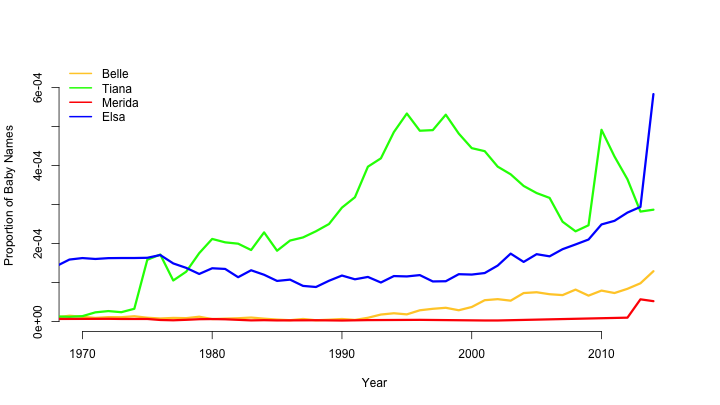 Belle
Tiana
Merida
Elsa
Proportion of Baby Names
6e-04
4e-04
2e-04
0e+00
1970 1980 1990 2000 2010
Year